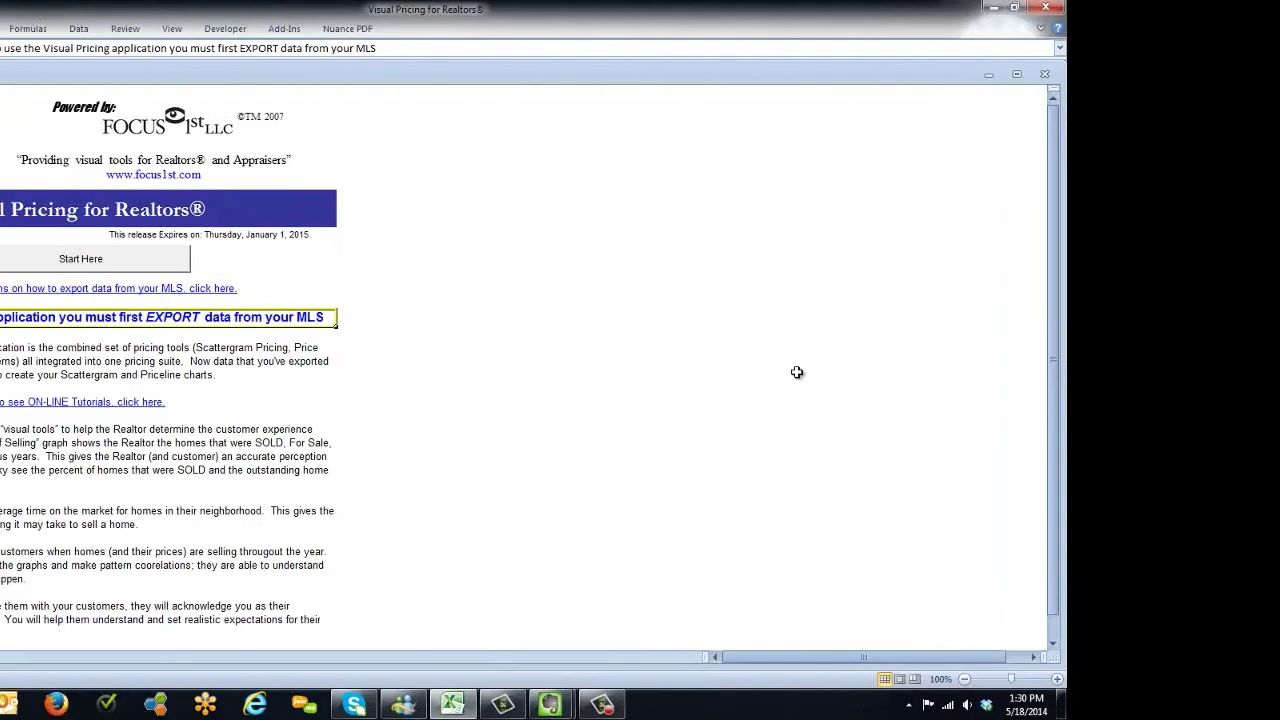 Visual Pricing for Realtors®
Formulas Data Review View Developer Add-Ins Nuance PDF
use the Visual Pricing application you must first EXPORT data from your MLS
Powered by:
FOCUS 1st LLC ©TM 2007
“Providing visual tools for Realtors® and Appraisers”
www.focus1st.com
l Pricing for Realtors®
This release Expires on: Thursday, January 1, 2015
Start Here
ns on how to export data from your MLS, click here.
pplication you must first EXPORT data from your MLS
cation is the combined set of pricing tools (Scattergram Pricing, Price
erns) all integrated into one pricing suite. Now data that you've exported
o create your Scattergram and Priceline charts.
o see ON-LINE Tutorials, click here.
“visual tools” to help the Realtor determine the customer experience
f Selling” graph shows the Realtor the homes that were SOLD, For Sale,
us years. This gives the Realtor (and customer) an accurate perception
ky see the percent of homes that were SOLD and the outstanding home
erage time on the market for homes in their neighborhood. This gives the
ng it may take to sell a home.
ustomers when homes (and their prices) are selling througout the year.
the graphs and make pattern coorelations; they are able to understand
ppen.
e them with your customers, they will acknowledge you as their
You will help them understand and set realistic expectations for their
100%
1:30 PM
5/18/2014